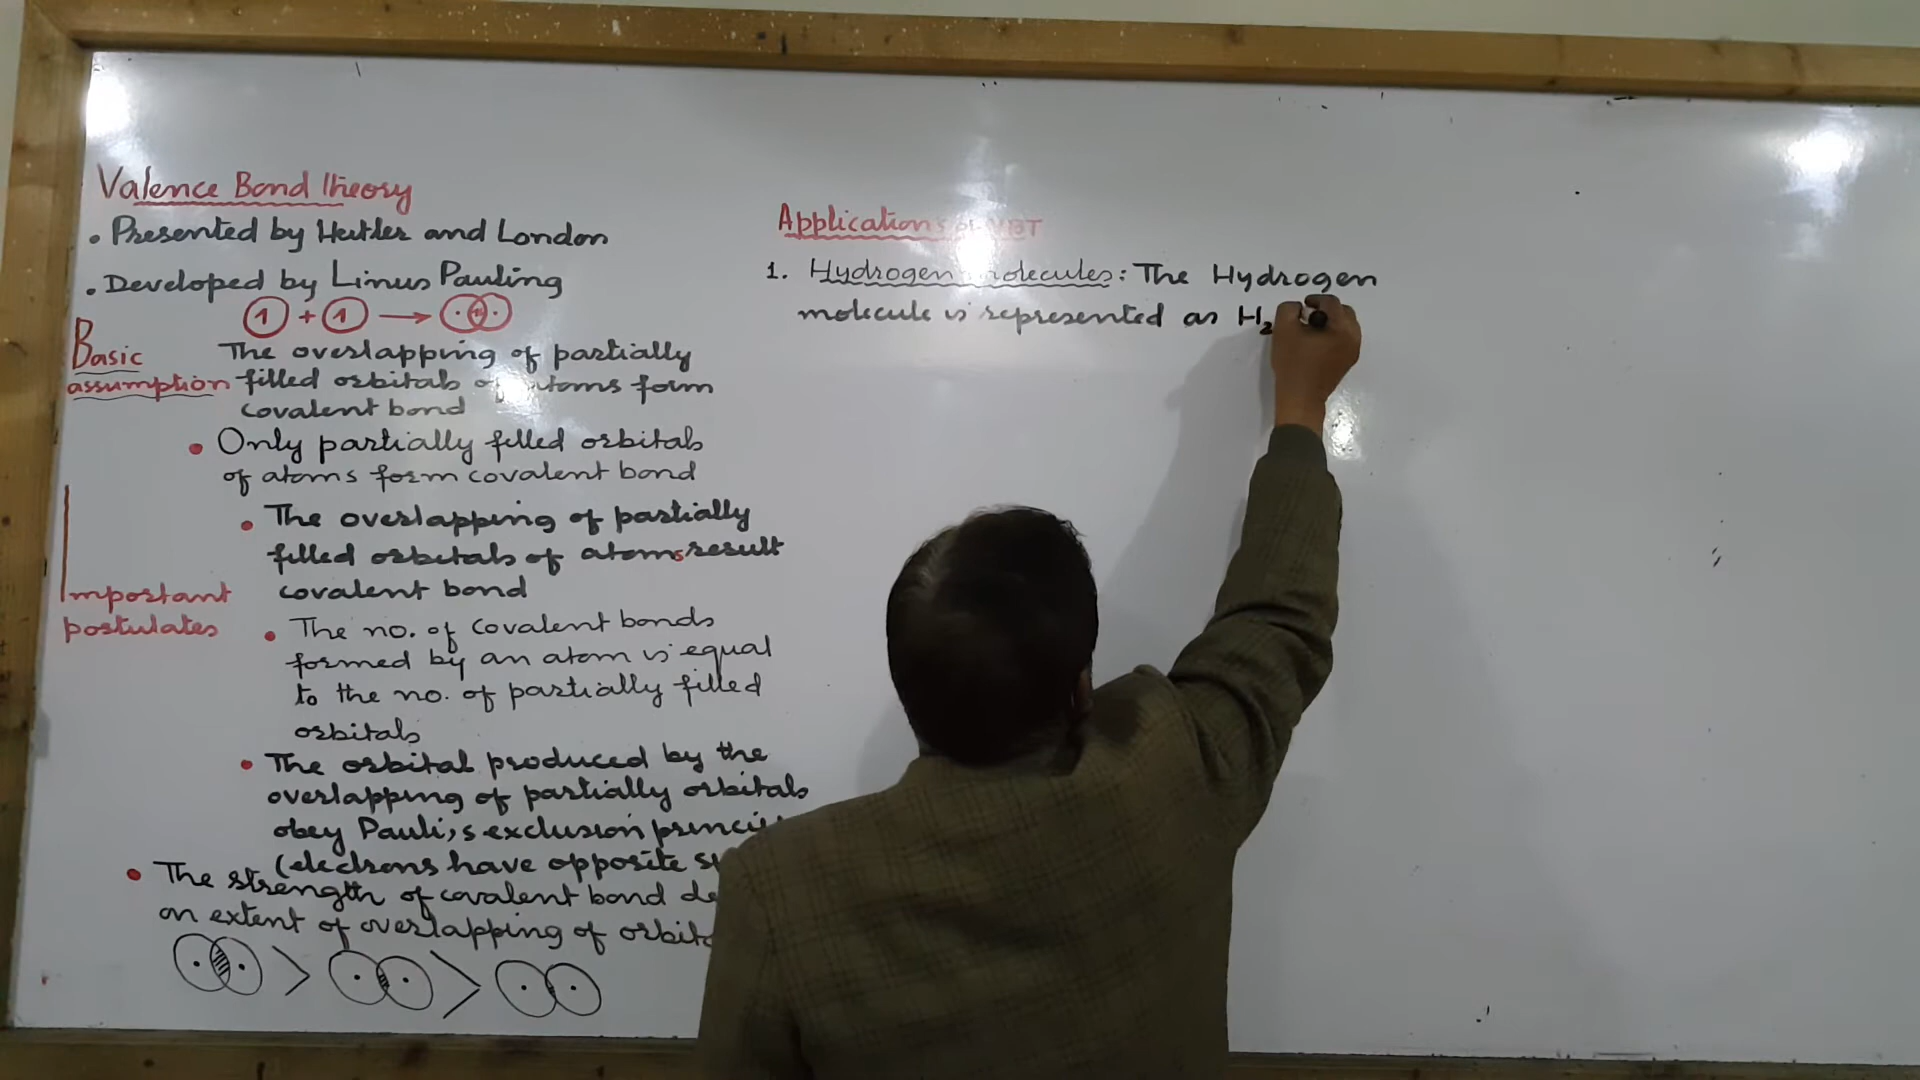 Valence Bond Theory
. Presented by Heitler and London
. Developed by Linus Pauling
1 + 1 → 1↓
Basic
assumption
The overlapping of partially
filled orbitals of atoms form
covalent bond
• Only partially filled orbitals
of atoms form covalent bond
Important
postulates
• The overlapping of partially
filled orbitals of atoms result
covalent bond
• The no. of covalent bonds
formed by an atom is equal
to the no. of partially filled
orbitals
• The orbital produced by the
overlapping of partially orbitals
obey Pauli,s exclusion
(electrons have opposite
• The strength of covalent bond
on extent of overlapping of
> >
Applications of VBT
1. Hydrogen molecules: The Hydrogen
molecule is represented as H₂